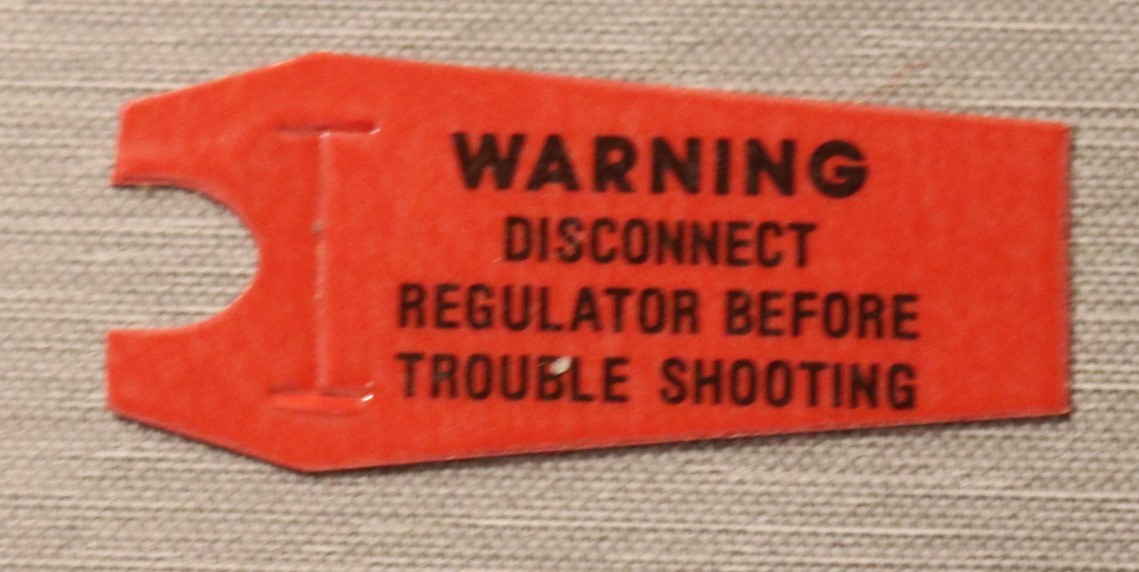 WARNING
DISCONNECT
REGULATOR BEFORE
TROUBLE SHOOTING